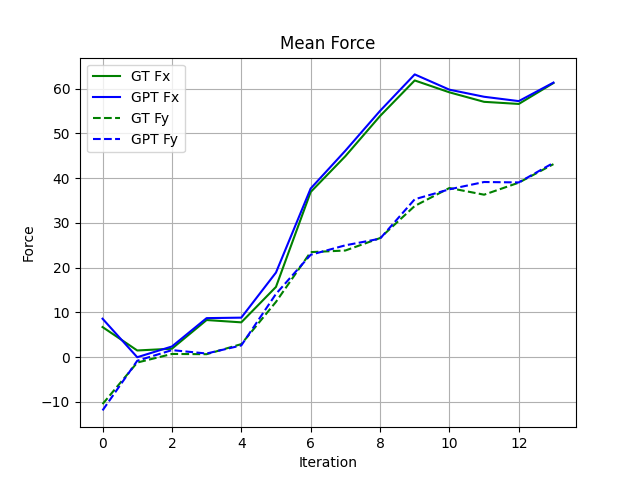 Mean Force
GT Fx
GPT Fx
GT Fy
GPT Fy
Force
60
50
40
30
20
10
0
−10
0 2 4 6 8 10 12
Iteration